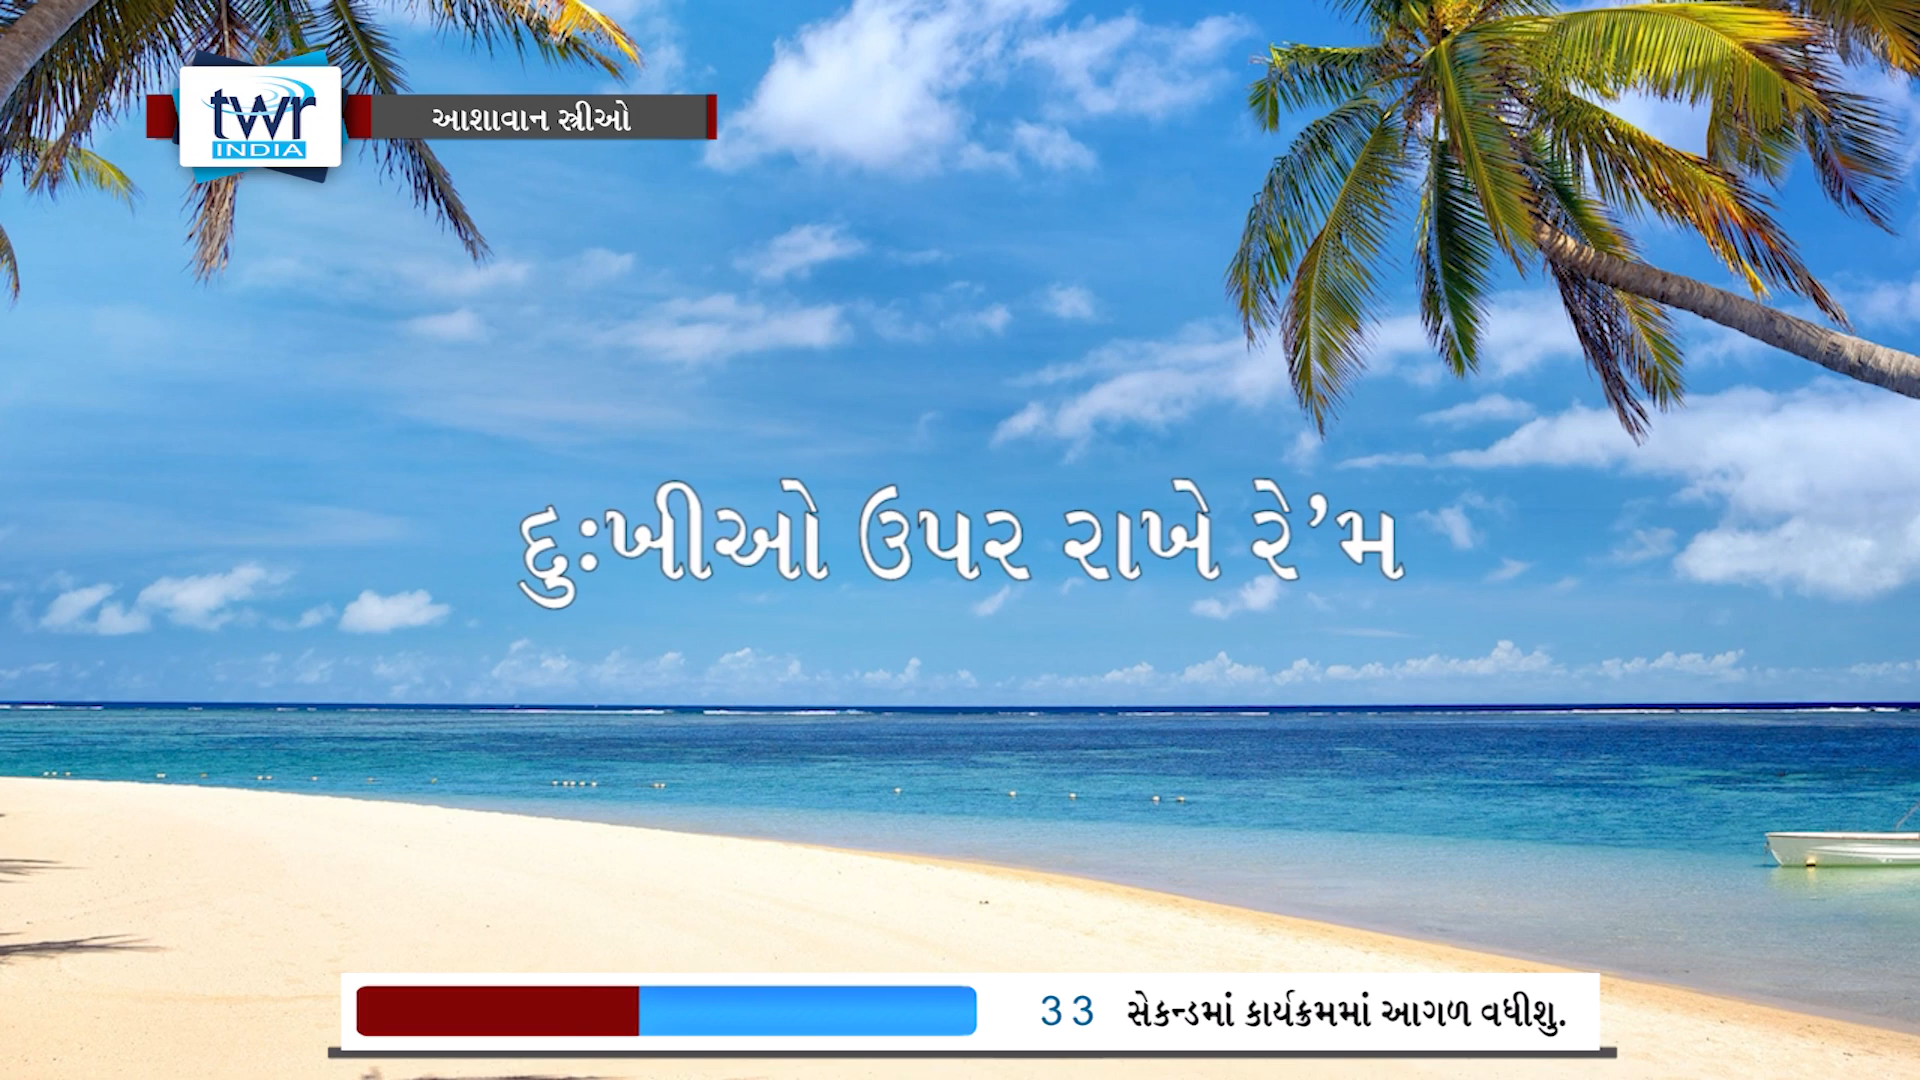 twr
INDIA
આશાવાન સ્ત્રીઓ
દુઃખીઓ ઉપર રાખે રે’મ
33 સેકન્ડમાં કાર્યક્રમમાં આગળ વધીશુ.